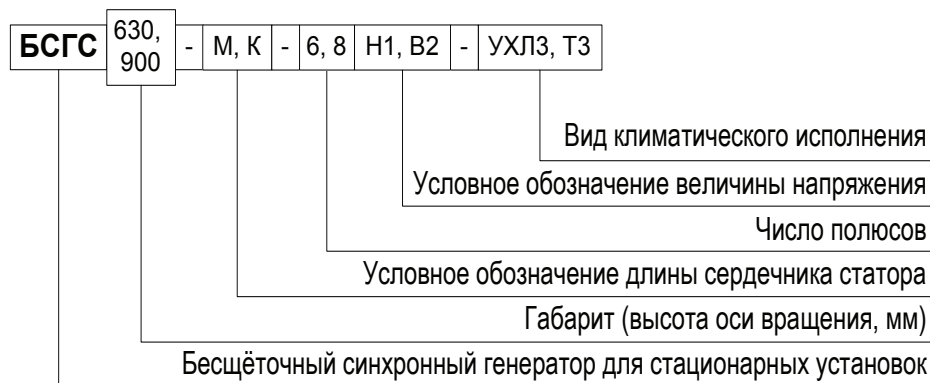 БСГС 630, 900 - М, К - 6, 8 Н1, В2 - УХЛ3, Т3
Вид климатического исполнения
Условное обозначение величины напряжения
Число полюсов
Условное обозначение длины сердечника статора
Габарит (высота оси вращения, мм)
Бесщёточный синхронный генератор для стационарных установок